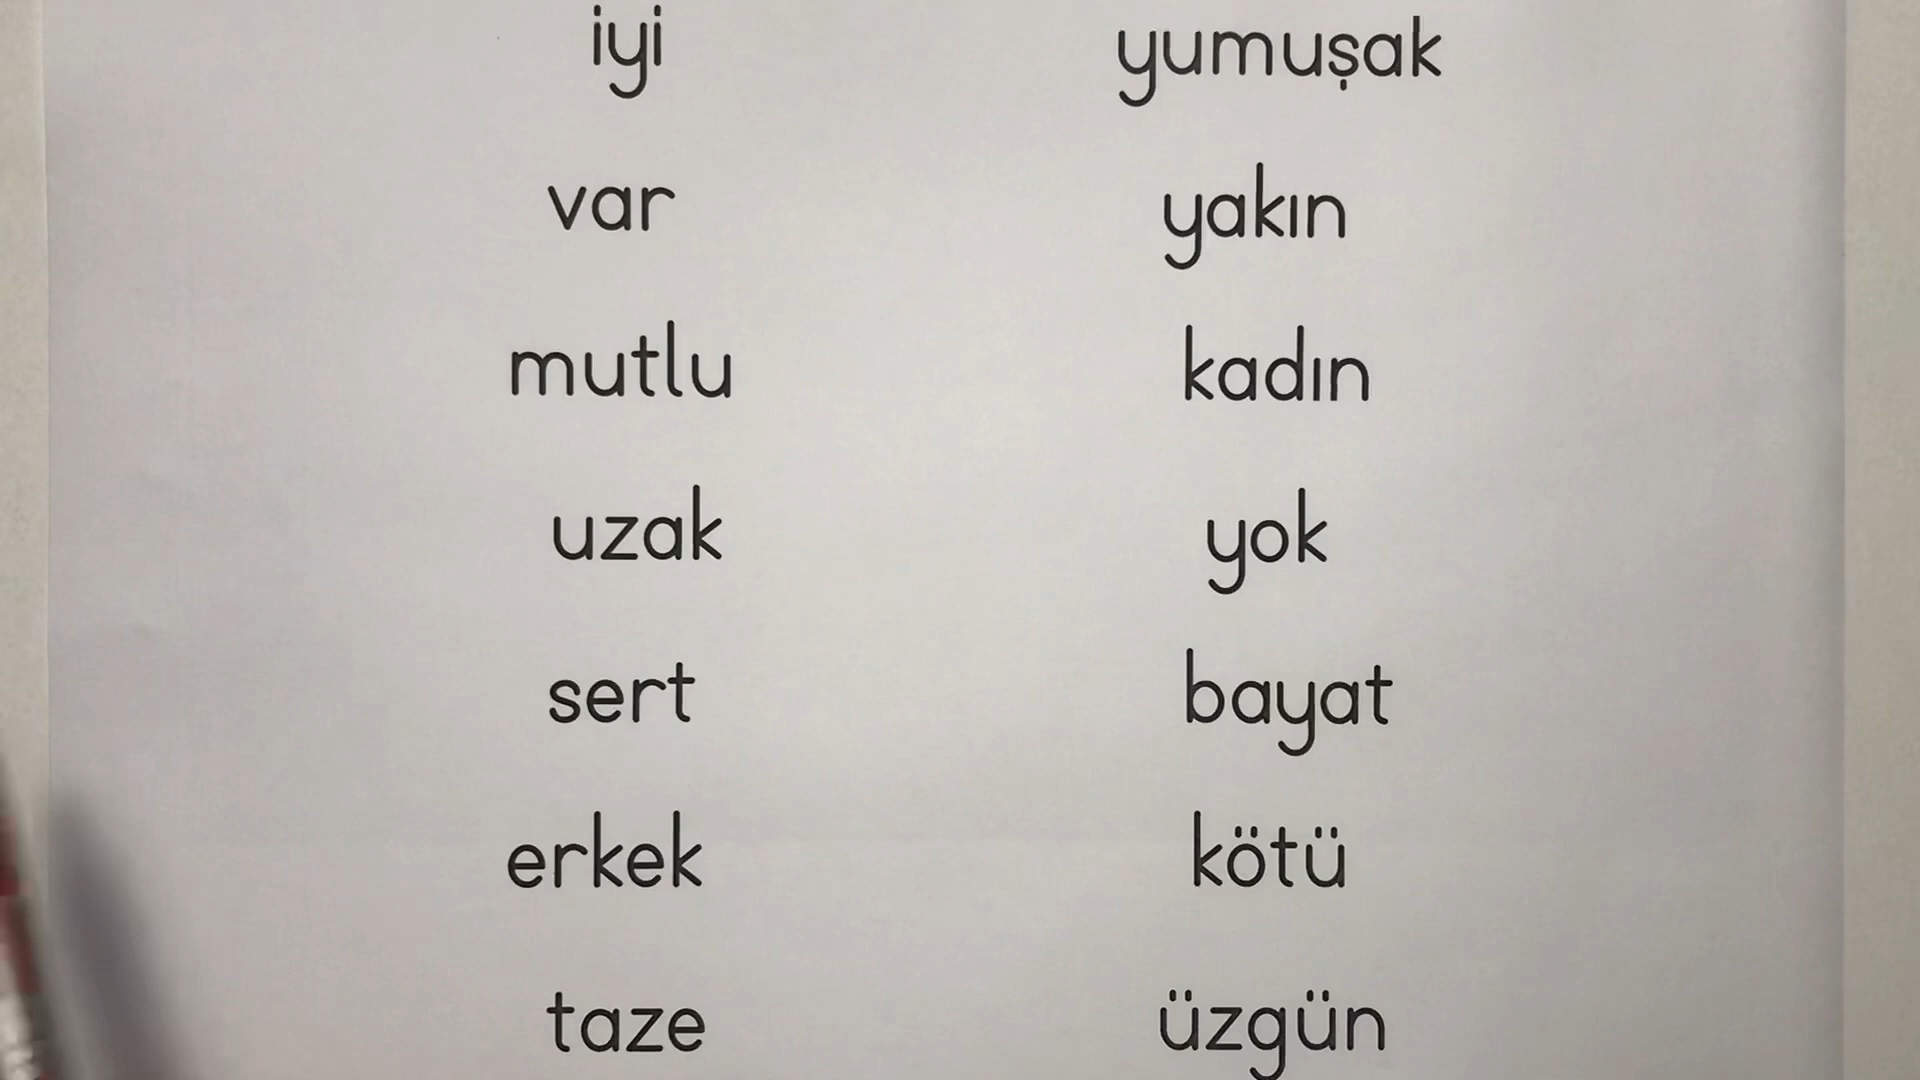 iyi yumuşak
var yakın
mutlu kadın
uzak yok
sert bayat
erkek kötü
taze üzgün